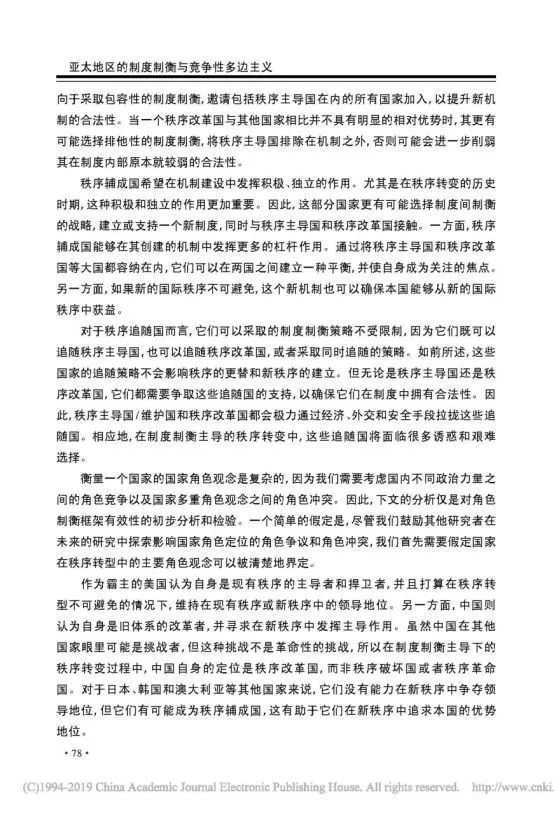 亚太地区的制度制衡与竞争性多边主义
向于采取包容性的制度制衡,邀请包括秩序主导国在内的所有国家加入,以提升新机
制的合法性。当一个秩序改革国与其他国家相比并不具有明显的相对优势时,其更有
可能选择排他性的制度制衡,将秩序主导国排除在机制之外,否则可能会进一步削弱
其在制度内部原本就较弱的合法性。
秩序辅成国希望在机制建设中发挥积极、独立的作用。尤其是在秩序转变的历史
时期,这种积极和独立的作用更加重要。因此,这部分国家更有可能选择制度间制衡
的战略,建立或支持一个新制度,同时与秩序主导国和秩序改革国接触。一方面,秩序
辅成国能够在其创建的机制中发挥更多的杠杆作用。通过将秩序主导国和秩序改革
国等大国都容纳在内,它们可以在两国之间建立一种平衡,并使自身成为关注的焦点。
另一方面,如果新的国际秩序不可避免,这个新机制也可以确保本国能够从新的国际
秩序中获益。
对于秩序追随国而言,它们可以采取的制度制衡策略不受限制,因为它们既可以
追随秩序主导国,也可以追随秩序改革国,或者采取同时追随的策略。如前所述,这些
国家的追随策略不会影响秩序的更替和新秩序的建立。但无论是秩序主导国还是秩
序改革国,它们都需要争取这些追随国的支持,以确保它们在制度中拥有合法性。因
此,秩序主导国/维护国和秩序改革国都会极力通过经济、外交和安全手段拉拢这些追
随国。相应地,在制度制衡主导的秩序转变中,这些追随国将面临很多诱惑和艰难
选择。
衡量一个国家的国家角色观念是复杂的,因为我们需要考虑国内不同政治力量之
间的角色竞争以及国家多重角色观念之间的角色冲突。因此,下文的分析仅是对角色
制衡框架有效性的初步分析和检验。一个简单的假定是,尽管我们鼓励其他研究者在
未来的研究中探索影响国家角色定位的角色争议和角色冲突,我们首先需要假定国家
在秩序转型中的主要角色观念可以被清楚地界定。
作为霸主的美国认为自身是现有秩序的主导者和捍卫者,并且打算在秩序转
型不可避免的情况下,维持在现有秩序或新秩序中的领导地位。另一方面,中国则
认为自身是旧体系的改革者,并寻求在新秩序中发挥主导作用。虽然中国在其他
国家眼里可能是挑战者,但这种挑战不是革命性的挑战,所以在制度制衡主导下的
秩序转变过程中,中国自身的定位是秩序改革国,而非秩序破坏国或者秩序革命
国。对于日本、韩国和澳大利亚等其他国家来说,它们没有能力在新秩序中争夺领
导地位,但它们有可能成为秩序辅成国,这有助于它们在新秩序中追求本国的优势
地位。
·78·
(C)1994-2019 China Academic Journal Electronic Publishing House. All rights reserved. http://www.cnki.